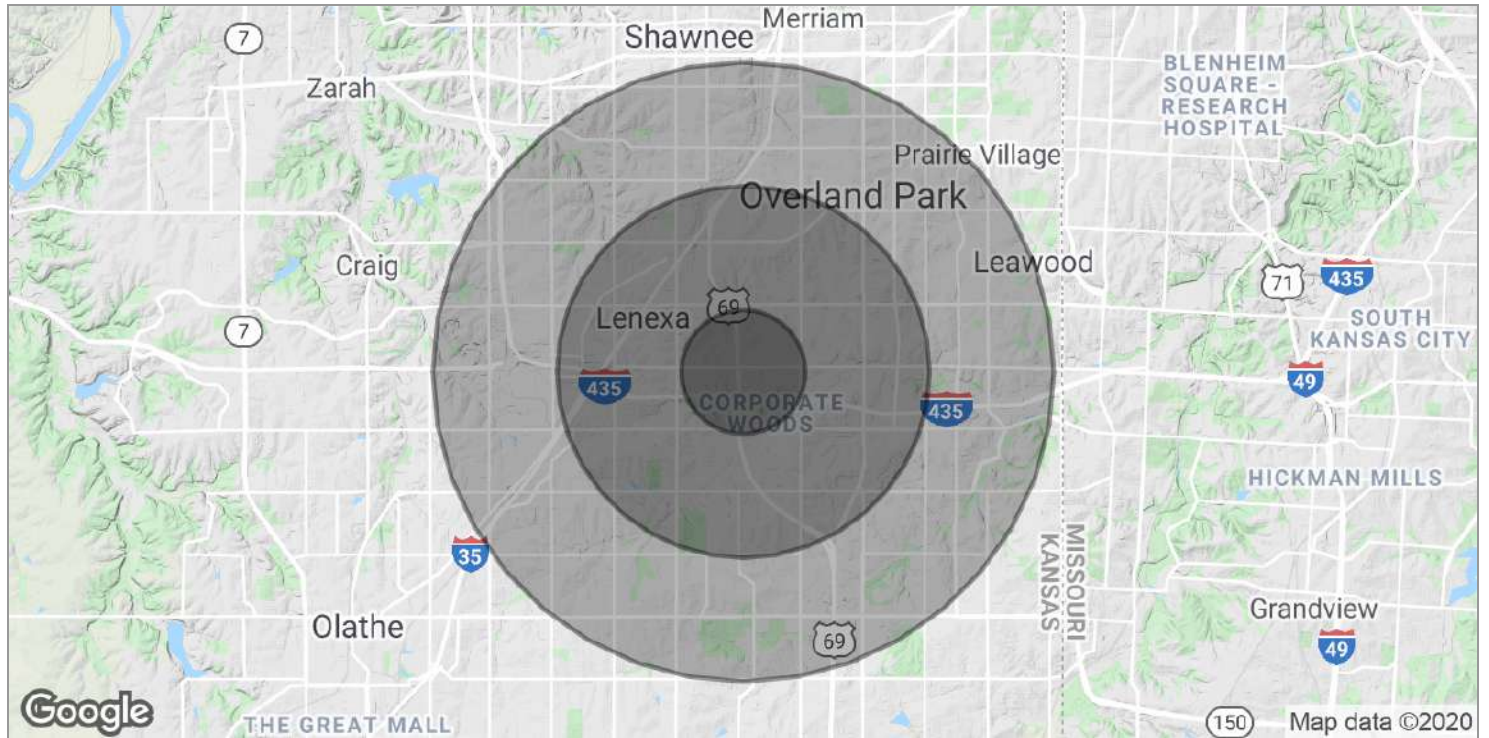 Merriam
7
Shawnee
Zarah
BLENHEIM
SQUARE -
RESEARCH
HOSPITAL
Prairie Village
Overland Park
Craig
Leawood
435
71
69
Lenexa
7
SOUTH
KANSAS CITY
435
49
435
CORPORATE
WOODS
HICKMAN MILLS
35
MISSOURI
KANSAS
Olathe
69
Grandview
49
Google
THE GREAT MALL
150
Map data ©2020